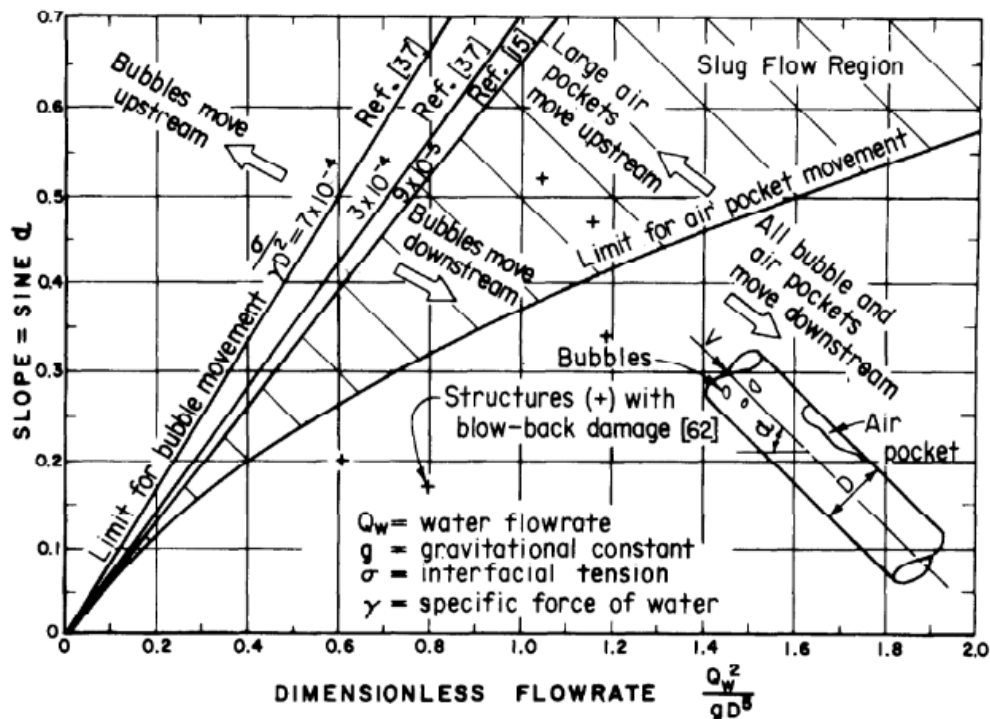 0.7
0.6
0.5
0.4
0.3
0.2
0.1
0
SLOPE = SINE α
Bubbles move
upstream
Limit for bubble movement
σ/γD² = 7 x 10⁻⁴
Ref. [37]
3 x 10⁻⁴
Ref. [37]
9 x 10⁻⁵
Ref. [15]
Large air
pockets
move upstream
Slug Flow Region
Bubbles move
downstream
Limit for air pocket movement
All bubble and
air pockets
move downstream
Bubbles
V
α
D
Air
pocket
Structures (+) with
blow-back damage [62]
Qw = water flowrate
g = gravitational constant
σ = interfacial tension
γ = specific force of water
0 0.2 0.4 0.6 0.8 1.0 1.2 1.4 1.6 1.8 2.0
DIMENSIONLESS FLOWRATE Qw²/gD⁵